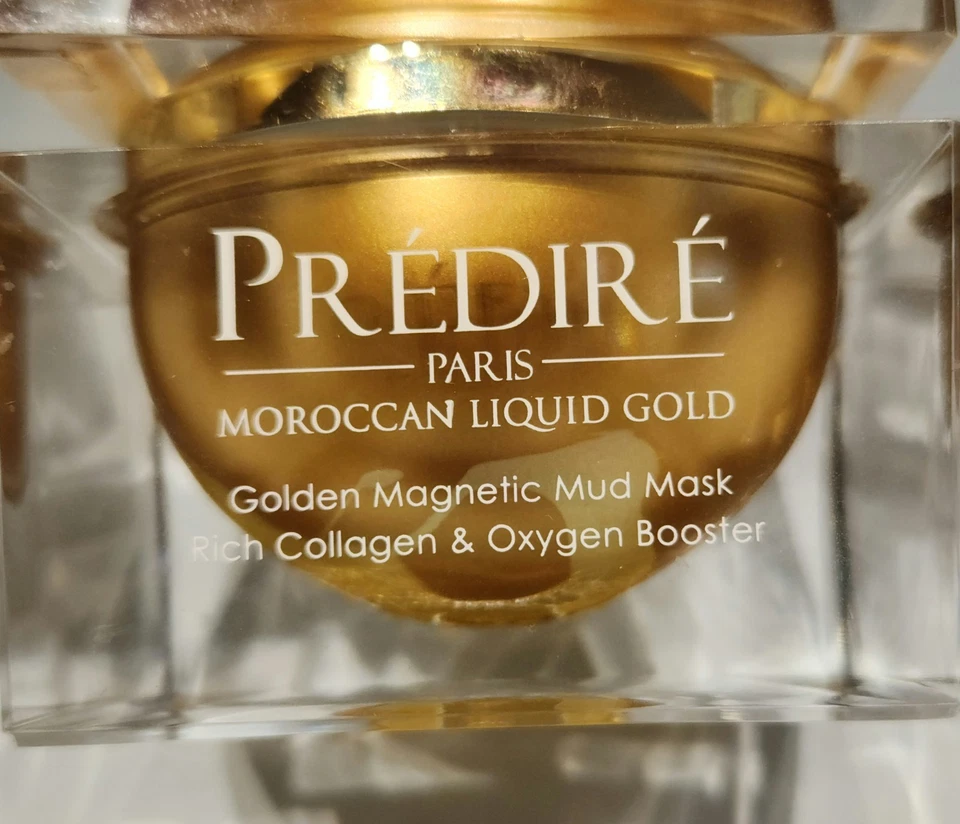 PRÉDIRÉ
PARIS
MOROCCAN LIQUID GOLD
Golden Magnetic Mud Mask
Rich Collagen & Oxygen Booster